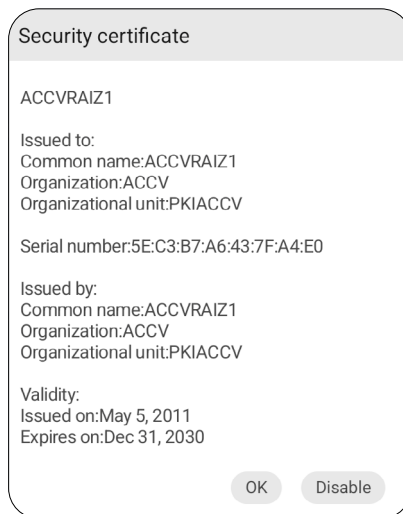 Security certificate
ACCVRAIZ1
Issued to:
Common name:ACCVRAIZ1
Organization:ACCV
Organizational unit:PKIACCV
Serial number:5E:C3:B7:A6:43:7F:A4:E0
Issued by:
Common name:ACCVRAIZ1
Organization:ACCV
Organizational unit:PKIACCV
Validity:
Issued on:May 5, 2011
Expires on:Dec 31, 2030
OK Disable